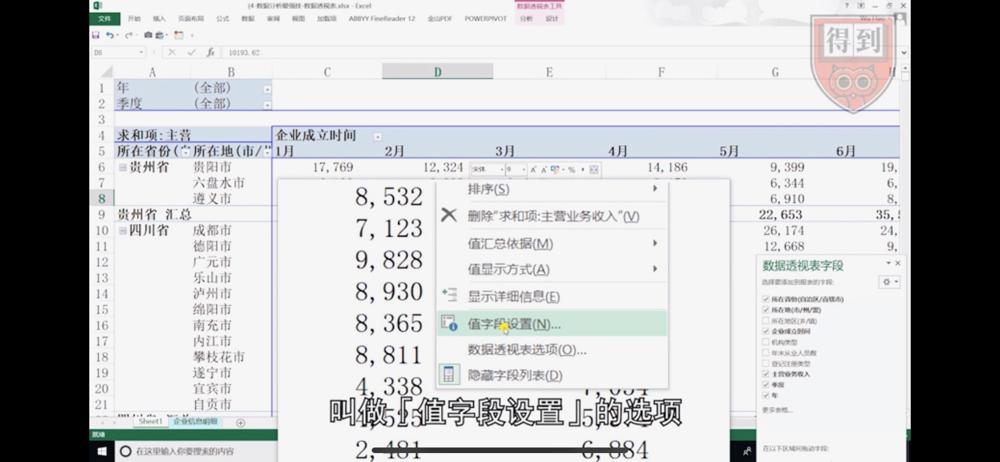 (4-数据分析最强技-数据透视表.xlsx - Excel
数据透视表工具
文件 开始 插入 页面布局 公式 数据 审阅 视图 加载项 ABBYY FineReader 12 金山PDF POWERPIVOT 分析 设计
得到
D8 fx 10193.62
A B C D E F G H
1 年 (全部)
2 季度 (全部)
3
4 求和项:主营 企业成立时间
5 所在省份( 所在地(市/ 1月 2月 3月 4月 5月 6月
6 贵州省 贵阳市 17,769 12,324 14,186 9,399 19,
7 六盘水市 6,344 6,
8 遵义市 6,910 4,
9 贵州省 汇总 22,653 35,
10 四川省 成都市 26,174 24,
11 德阳市 12,668 9,
12 广元市
13 乐山市
14 泸州市
15 绵阳市
16 南充市
17 内江市
18 攀枝花市
19 遂宁市
20 宜宾市
21 自贡市
宋体 9
8,532
7,123
9,828
8,930
8,365
8,811
4,338
2,481
6,884
排序(S)
删除"求和项:主营业务收入"(V)
值汇总依据(M)
值显示方式(A)
显示详细信息(E)
值字段设置(N)...
数据透视表选项(O)...
隐藏字段列表(D)
数据透视表字段
选择要添加到报表的字段:
所在省份(自治区/直辖市)
所在地(市/州/盟)
所在地区(乡/镇)
企业成立时间
机构类型
年末从业人员数
登记注册类型
主营业务收入
季度
年
更多表格...
在以下区域间拖动字段:
叫做「值字段设置」的选项
Sheet1 企业信息明细
就绪
在这里输入你要搜索的内容